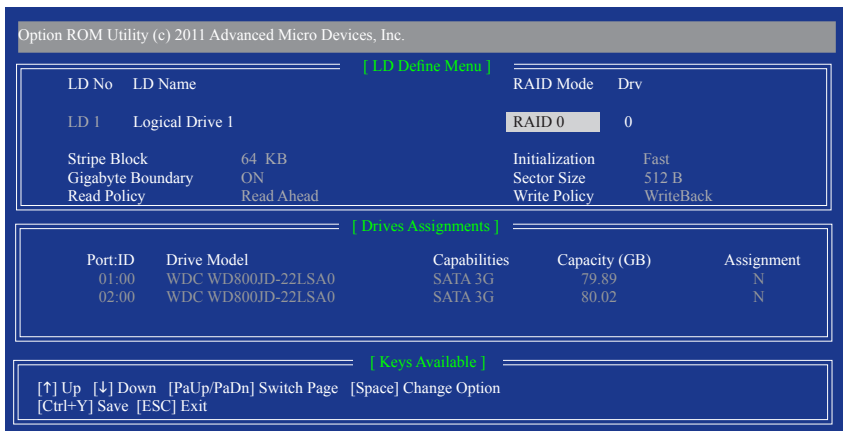 Option ROM Utility (c) 2011 Advanced Micro Devices, Inc.
[ LD Define Menu ]
LD No LD Name RAID Mode Drv
LD 1 Logical Drive 1 RAID 0 0
Stripe Block 64 KB Initialization Fast
Gigabyte Boundary ON Sector Size 512 B
Read Policy Read Ahead Write Policy WriteBack
[ Drives Assignments ]
Port:ID Drive Model Capabilities Capacity (GB) Assignment
01:00 WDC WD800JD-22LSA0 SATA 3G 79.89 N
02:00 WDC WD800JD-22LSA0 SATA 3G 80.02 N
[ Keys Available ]
[↑] Up [↓] Down [PaUp/PaDn] Switch Page [Space] Change Option
[Ctrl+Y] Save [ESC] Exit